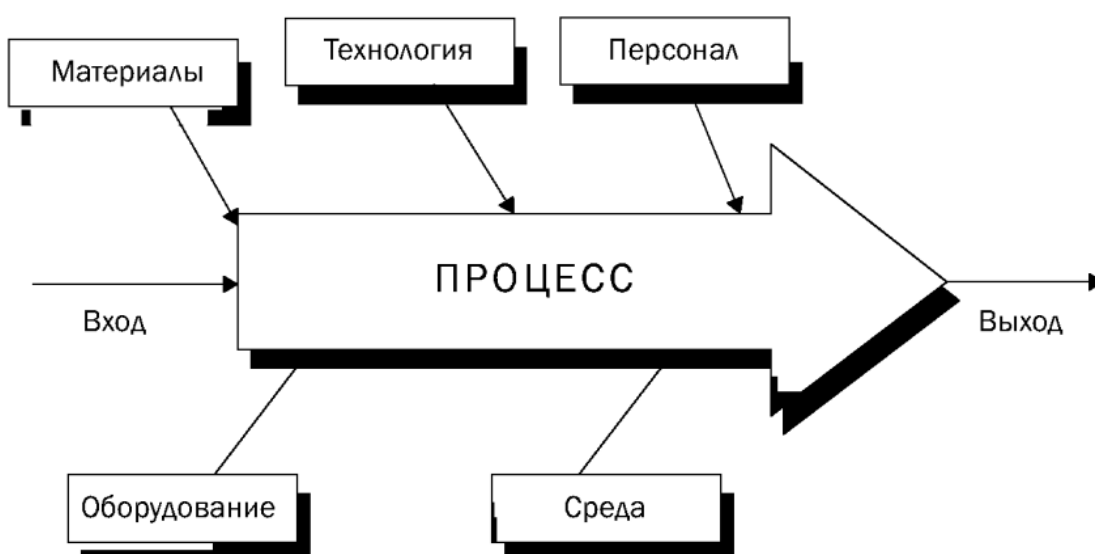 Материалы
Технология
Персонал
ПРОЦЕСС
Вход
Выход
Оборудование
Среда